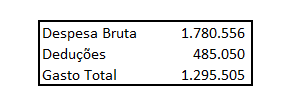 Despesa Bruta 1.780.556
Deduções 485.050
Gasto Total 1.295.505